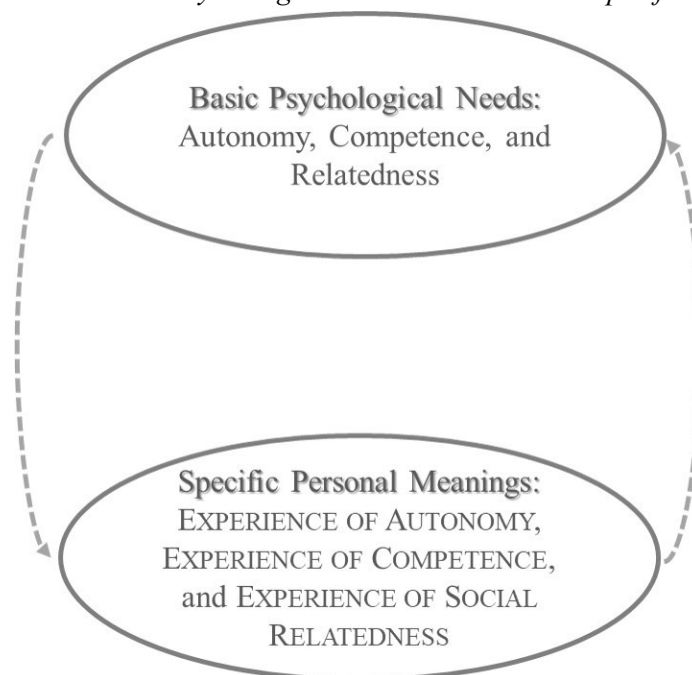 Basic Psychological Needs:
Autonomy, Competence, and
Relatedness
Specific Personal Meanings:
EXPERIENCE OF AUTONOMY,
EXPERIENCE OF COMPETENCE,
and EXPERIENCE OF SOCIAL
RELATEDNESS